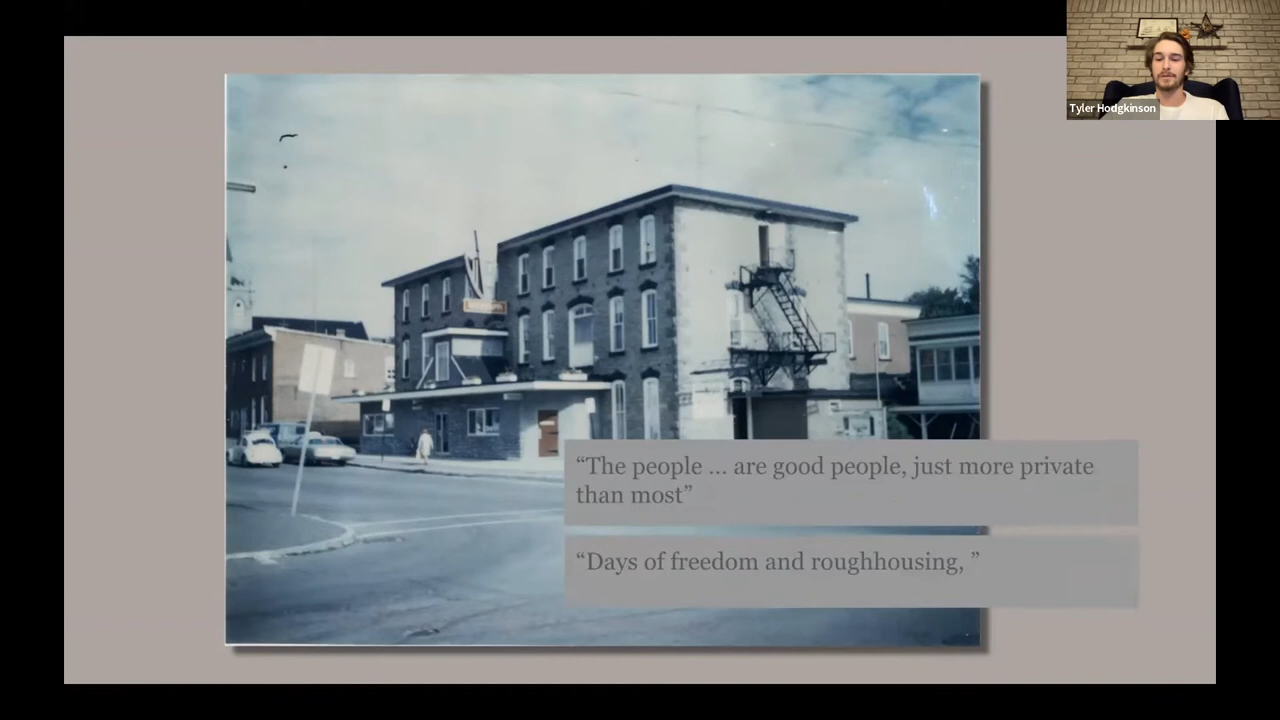 Tyler Hodgkinson
“The people ... are good people, just more private
than most”
“Days of freedom and roughhousing, ”